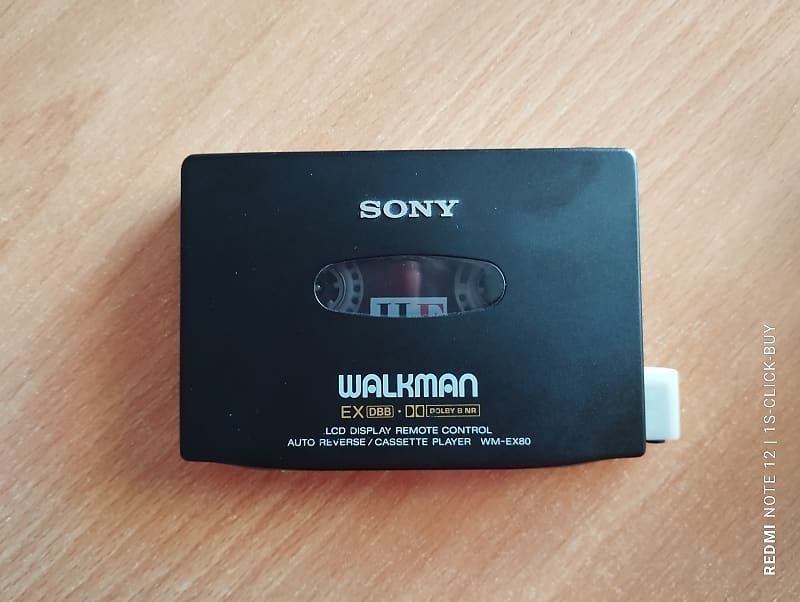 SONY
UF
WALKMAN
EX DBB · DOLBY B NR
LCD DISPLAY REMOTE CONTROL
AUTO REVERSE / CASSETTE PLAYER WM-EX80
REDMI NOTE 12 | 1S-CLICK-BUY